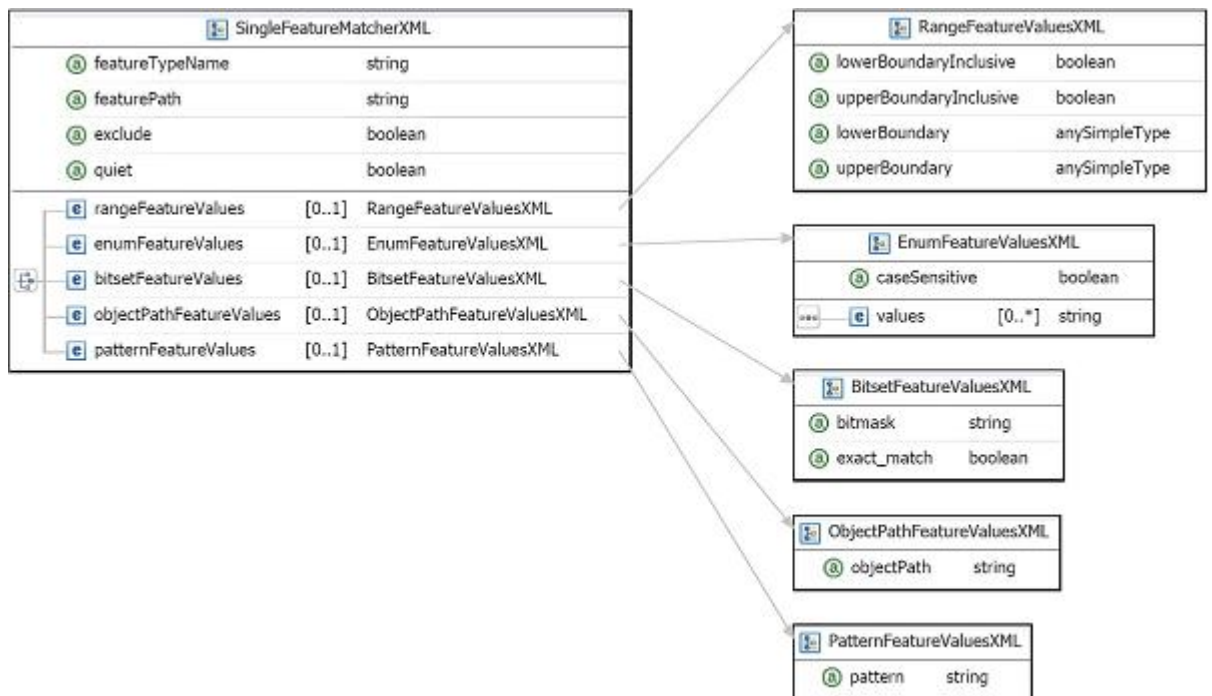 SingleFeatureMatcherXML
featureTypeName string
featurePath string
exclude boolean
quiet boolean
rangeFeatureValues [0..1] RangeFeatureValuesXML
enumFeatureValues [0..1] EnumFeatureValuesXML
bitsetFeatureValues [0..1] BitsetFeatureValuesXML
objectPathFeatureValues [0..1] ObjectPathFeatureValuesXML
patternFeatureValues [0..1] PatternFeatureValuesXML
RangeFeatureValuesXML
lowerBoundaryInclusive boolean
upperBoundaryInclusive boolean
lowerBoundary anySimpleType
upperBoundary anySimpleType
EnumFeatureValuesXML
caseSensitive boolean
values [0..*] string
BitsetFeatureValuesXML
bitmask string
exact_match boolean
ObjectPathFeatureValuesXML
objectPath string
PatternFeatureValuesXML
pattern string